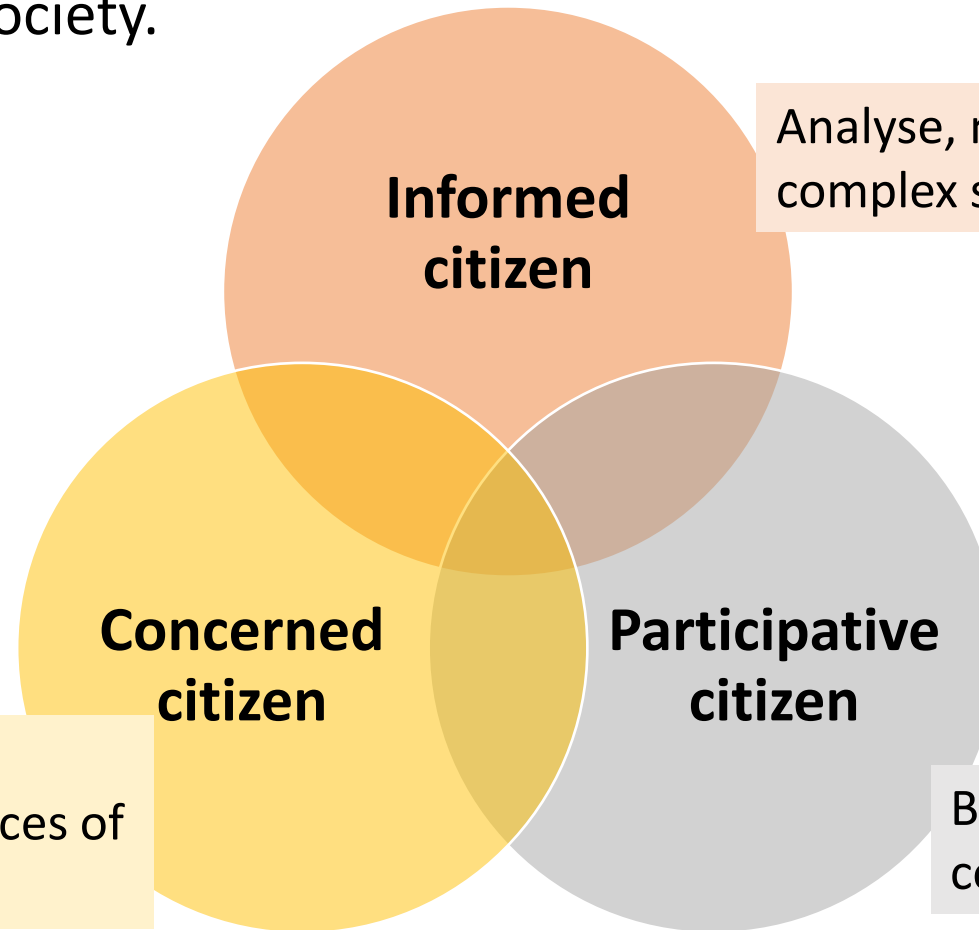 ociety.
Analyse,
complex
Informed
citizen
Concerned
citizen
Participative
citizen
ces of